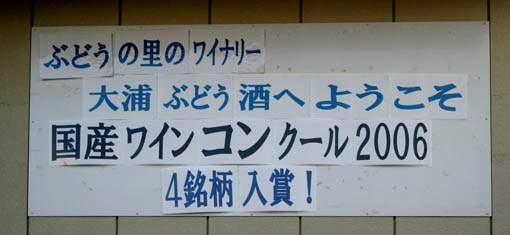 ぶどうの里のワイナリー
大浦ぶどう酒へようこそ
国産ワインコンクール2006
4銘柄入賞!